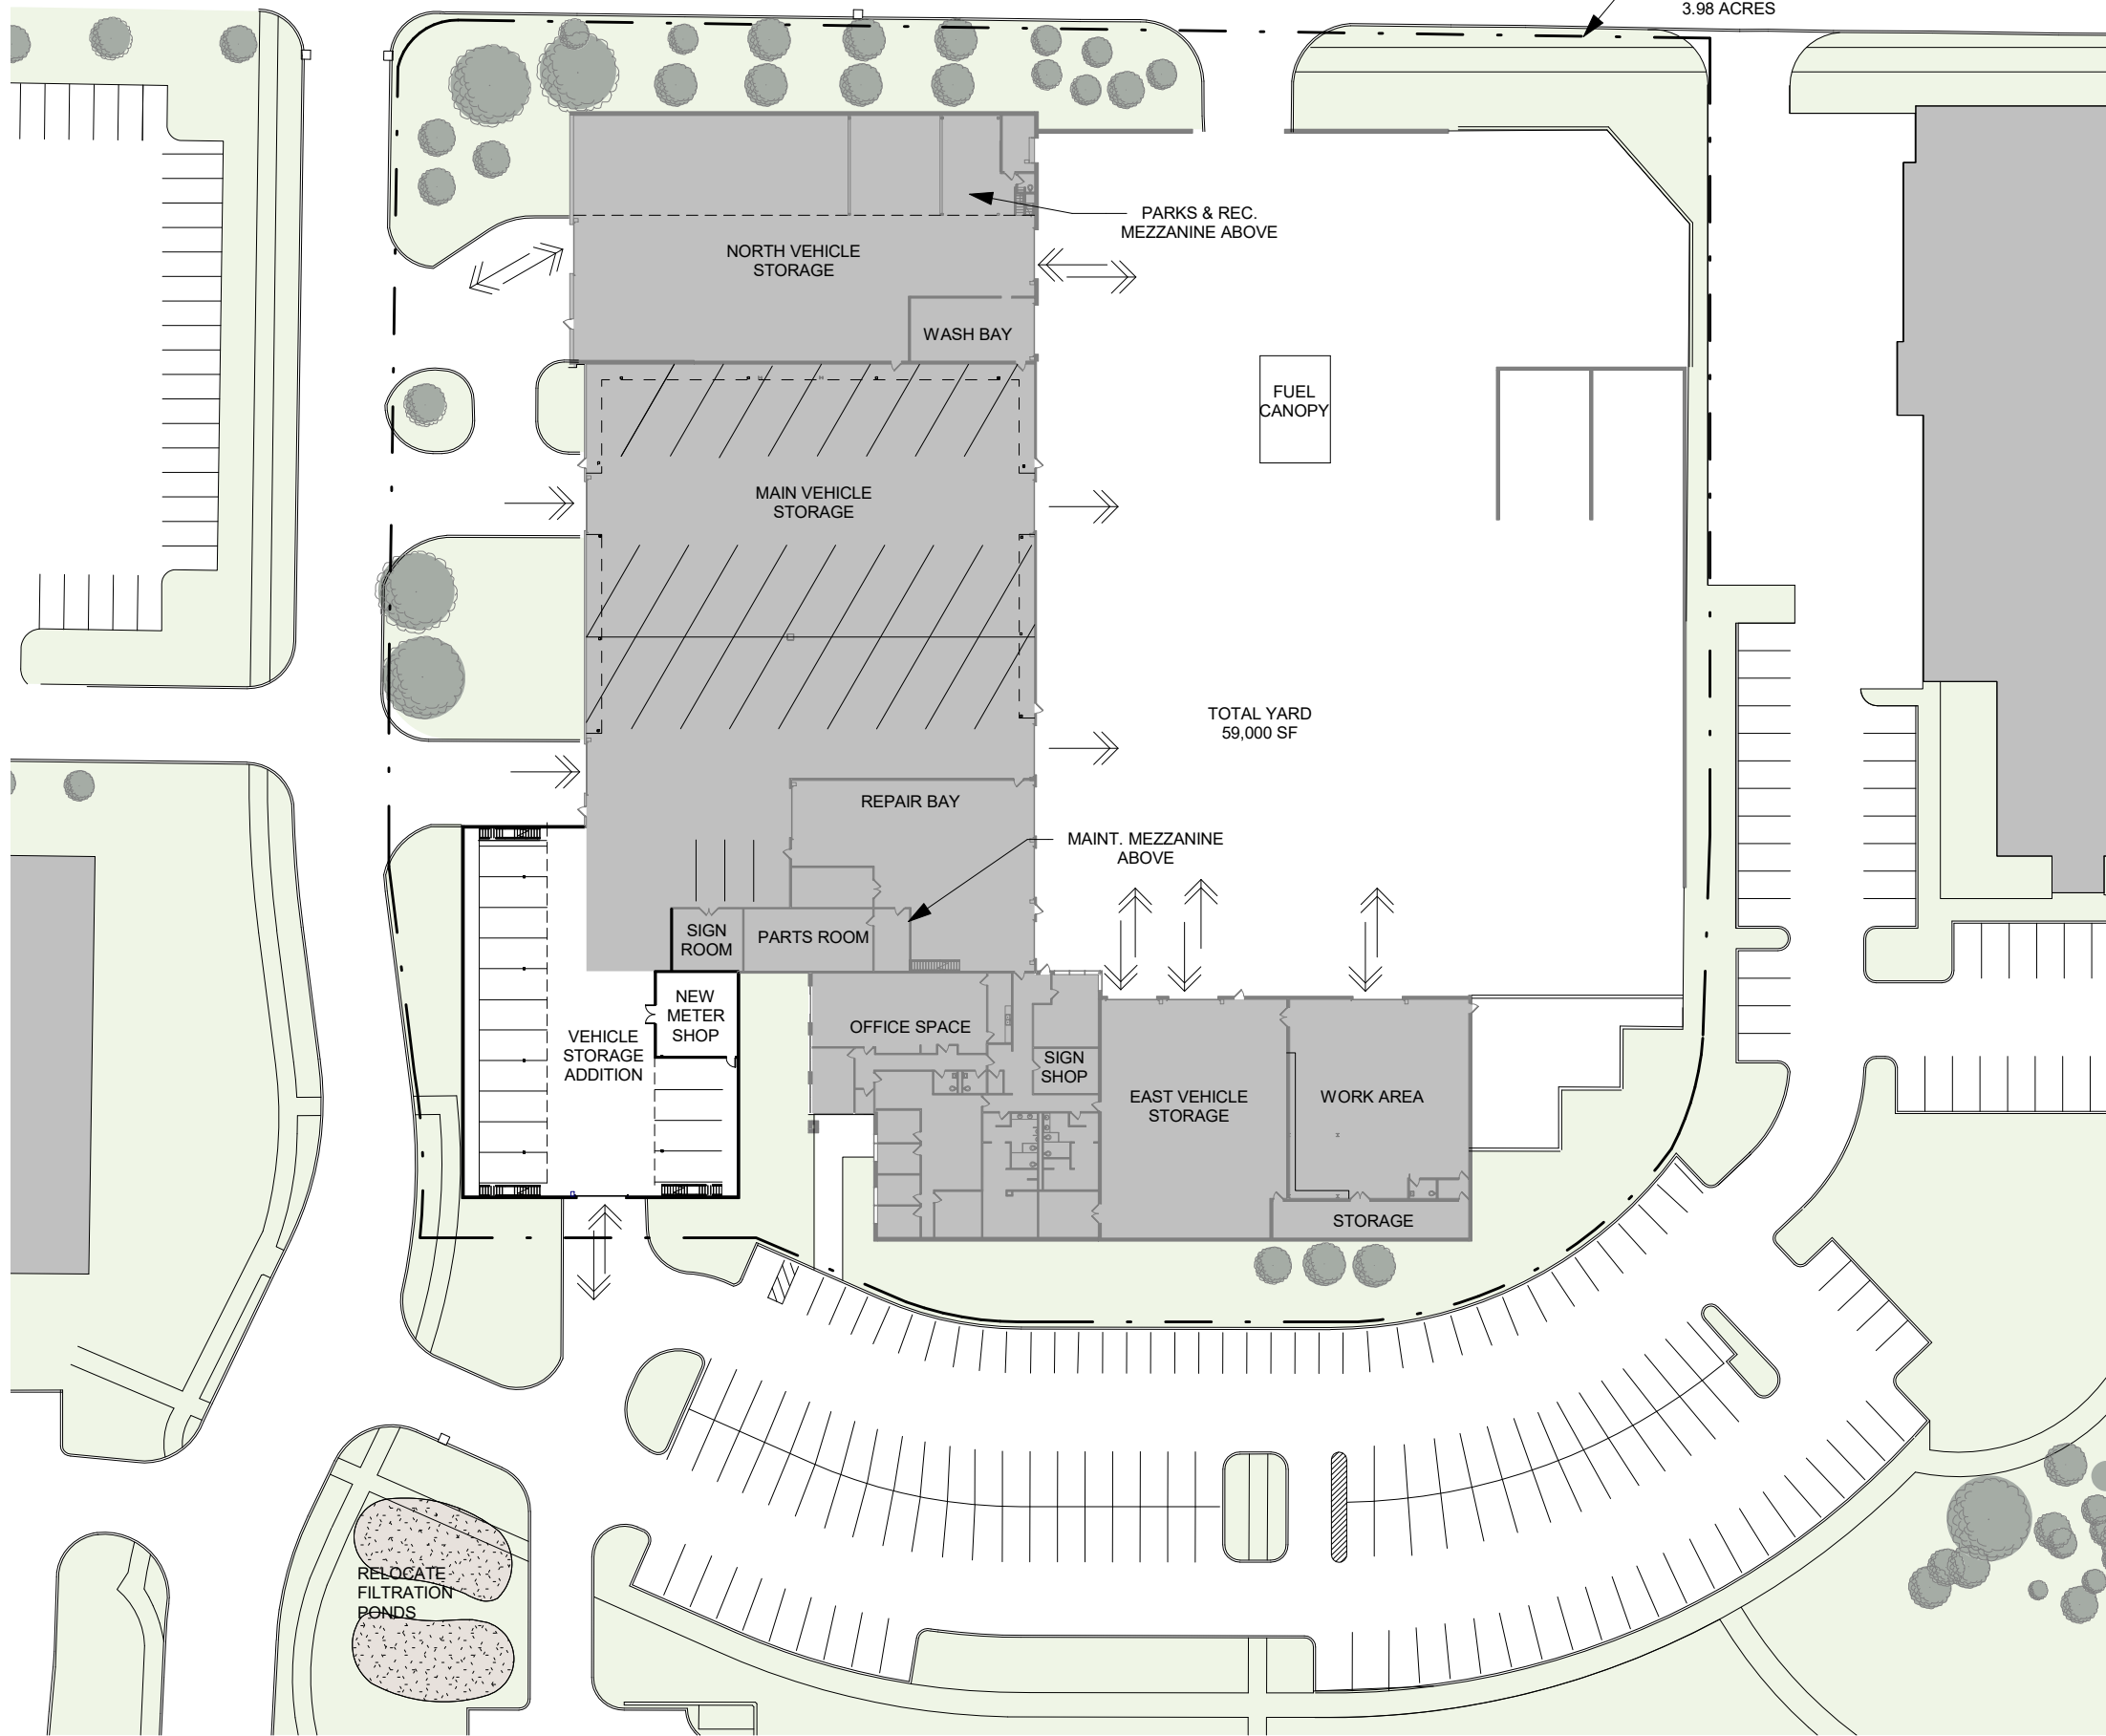 3.98 ACRES
PARKS & REC.
MEZZANINE ABOVE
NORTH VEHICLE
STORAGE
WASH BAY
FUEL
CANOPY
MAIN VEHICLE
STORAGE
TOTAL YARD
59,000 SF
REPAIR BAY
MAINT. MEZZANINE
ABOVE
SIGN
ROOM
PARTS ROOM
NEW
METER
SHOP
VEHICLE
STORAGE
ADDITION
OFFICE SPACE
SIGN
SHOP
EAST VEHICLE
STORAGE
WORK AREA
STORAGE
RELOCATE
FILTRATION
PONDS